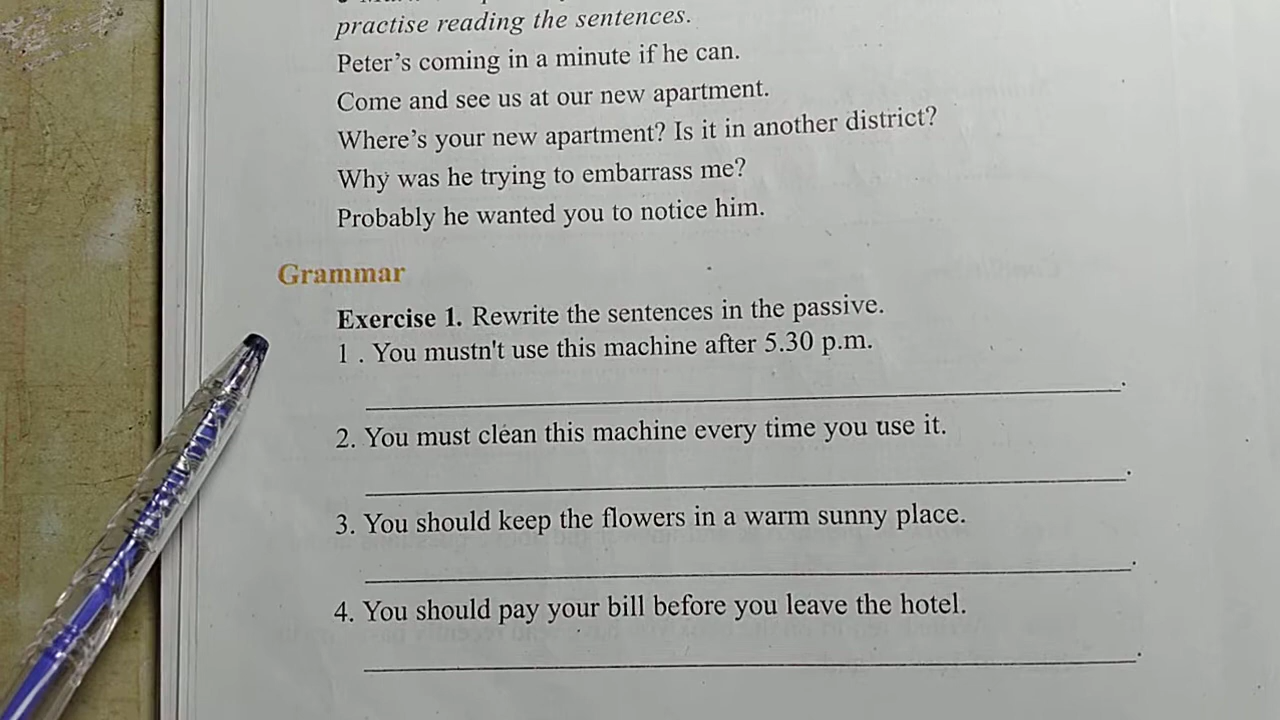 practise reading the sentences.
Peter's coming in a minute if he can.
Come and see us at our new apartment.
Where's your new apartment? Is it in another district?
Why was he trying to embarrass me?
Probably he wanted you to notice him.
Grammar
Exercise 1. Rewrite the sentences in the passive.
1 . You mustn't use this machine after 5.30 p.m.
2. You must clean this machine every time you use it.
3. You should keep the flowers in a warm sunny place.
4. You should pay your bill before you leave the hotel.